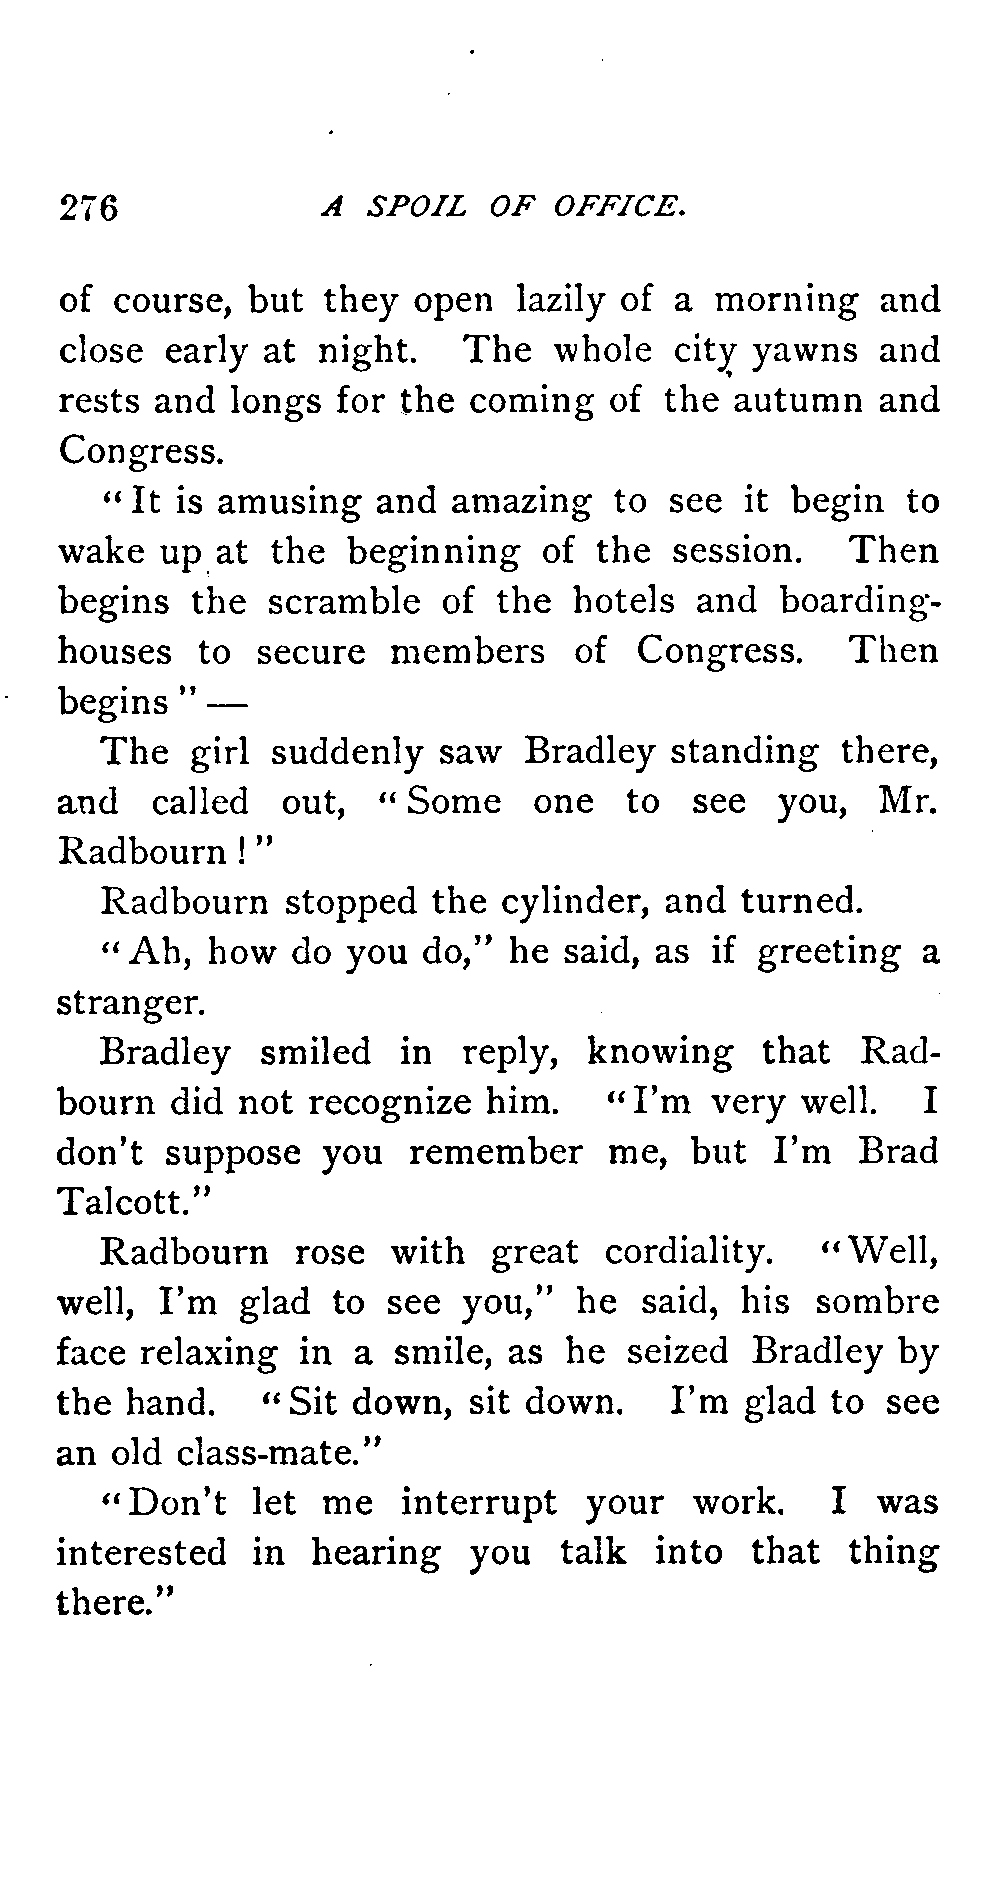 276 A SPOIL OF OFFICE.
of course, but they open lazily of a morning and
close early at night. The whole city yawns and
rests and longs for the coming of the autumn and
Congress.
"It is amusing and amazing to see it begin to
wake up at the beginning of the session. Then
begins the scramble of the hotels and boarding-
houses to secure members of Congress. Then
begins"—
The girl suddenly saw Bradley standing there,
and called out, "Some one to see you, Mr.
Radbourn!"
Radbourn stopped the cylinder, and turned.
"Ah, how do you do," he said, as if greeting a
stranger.
Bradley smiled in reply, knowing that Rad-
bourn did not recognize him. "I'm very well. I
don't suppose you remember me, but I'm Brad
Talcott."
Radbourn rose with great cordiality. "Well,
well, I'm glad to see you," he said, his sombre
face relaxing in a smile, as he seized Bradley by
the hand. "Sit down, sit down. I'm glad to see
an old class-mate."
"Don't let me interrupt your work. I was
interested in hearing you talk into that thing
there."